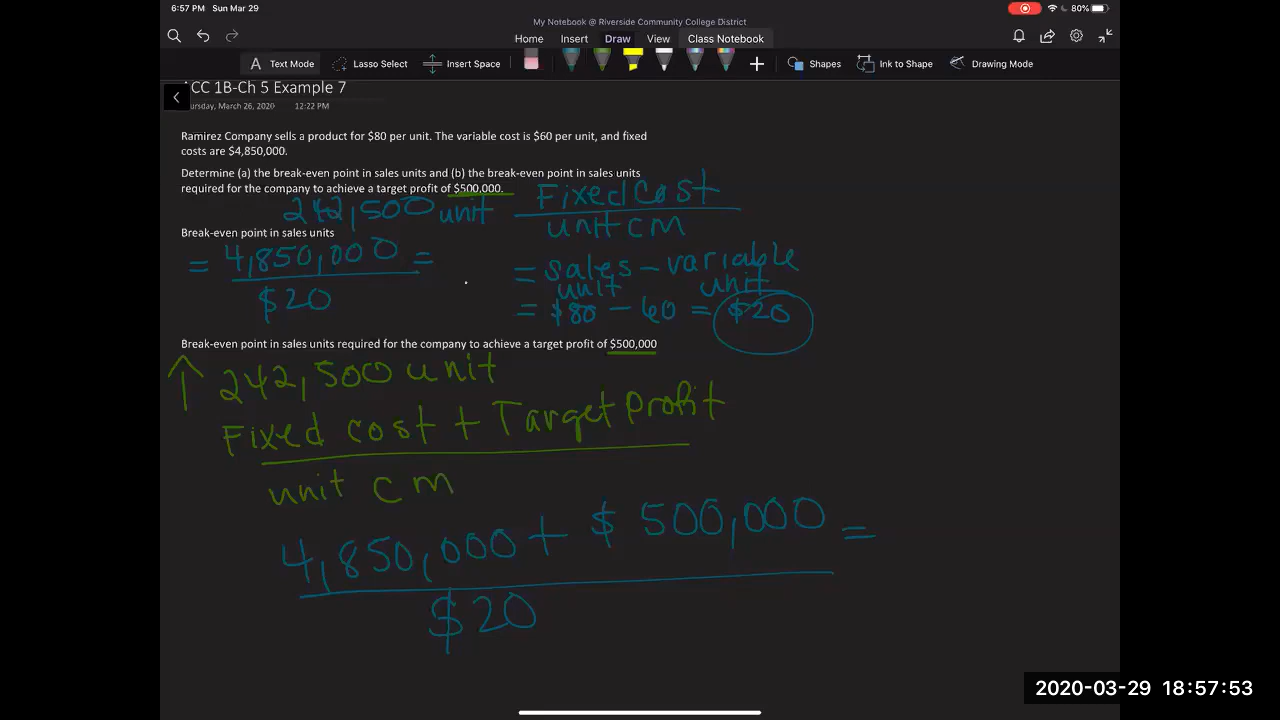 6:57 PM Sun Mar 29
80%
My Notebook @ Riverside Community College District
Home Insert Draw View Class Notebook
Text Mode Lasso Select Insert Space Shapes Ink to Shape Drawing Mode
CC 1B-Ch 5 Example 7
ursday, March 26, 2020 12:22 PM
Ramirez Company sells a product for $80 per unit. The variable cost is $60 per unit, and fixed
costs are $4,850,000.
Determine (a) the break-even point in sales units and (b) the break-even point in sales units
required for the company to achieve a target profit of $500,000.
242,500 unit
Fixed Cost
unit cm
Break-even point in sales units
= 4,850,000 =
$20
= sales - variable
unit unit
= $80 - 60 = $20
Break-even point in sales units required for the company to achieve a target profit of $500,000
↑ 242,500 unit
Fixed cost + Target profit
unit cm
4,850,000 + $ 500,000 =
$20
2020-03-29 18:57:53